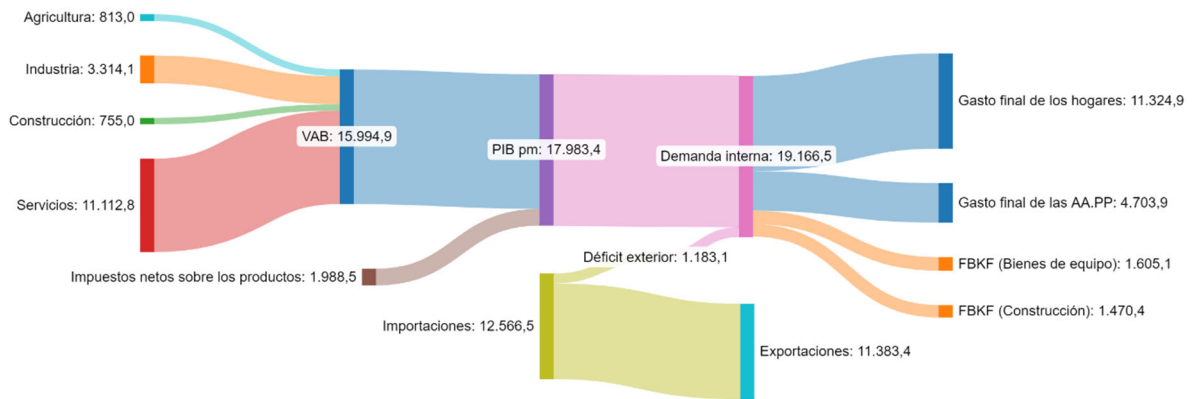 Agricultura: 813,0
Industria: 3.314,1
Construcción: 755,0
Servicios: 11.112,8
VAB: 15.994,9
Impuestos netos sobre los productos: 1.988,5
PIB pm: 17.983,4
Importaciones: 12.566,5
Déficit exterior: 1.183,1
Demanda interna: 19.166,5
Exportaciones: 11.383,4
Gasto final de los hogares: 11.324,9
Gasto final de las AA.PP: 4.703,9
FBKF (Bienes de equipo): 1.605,1
FBKF (Construcción): 1.470,4